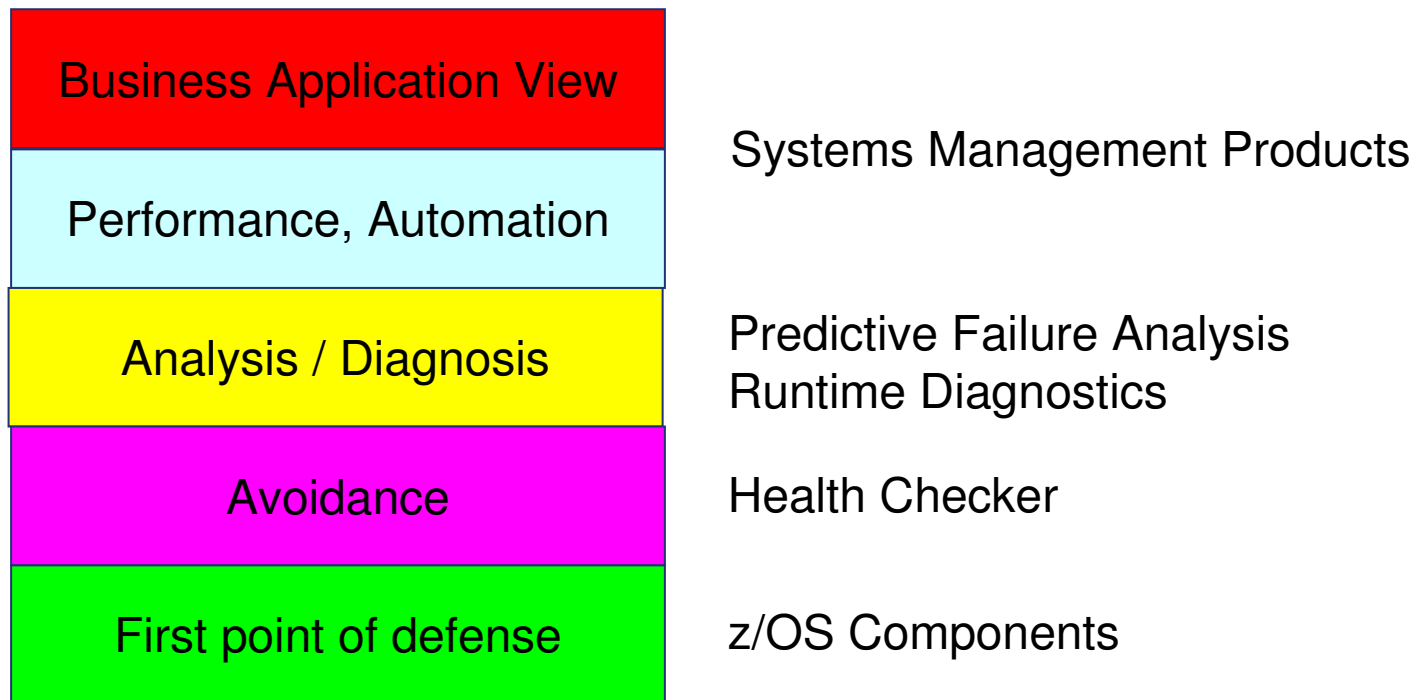 Business Application View
Systems Management Products
Performance, Automation
Analysis / Diagnosis
Predictive Failure Analysis
Runtime Diagnostics
Avoidance
Health Checker
First point of defense
z/OS Components